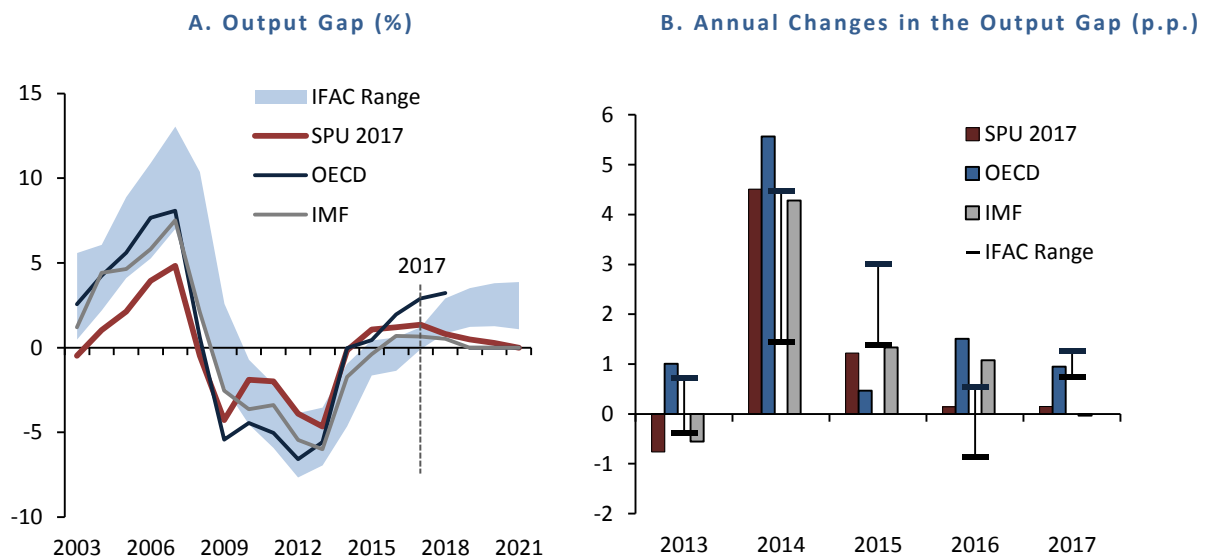 A. Output Gap (%)
B. Annual Changes in the Output Gap (p.p.)
15
10
5
0
-5
-10
IFAC Range
SPU 2017
OECD
IMF
2017
2003 2006 2009 2012 2015 2018 2021
6
5
4
3
2
1
0
-1
-2
SPU 2017
OECD
IMF
IFAC Range
2013 2014 2015 2016 2017